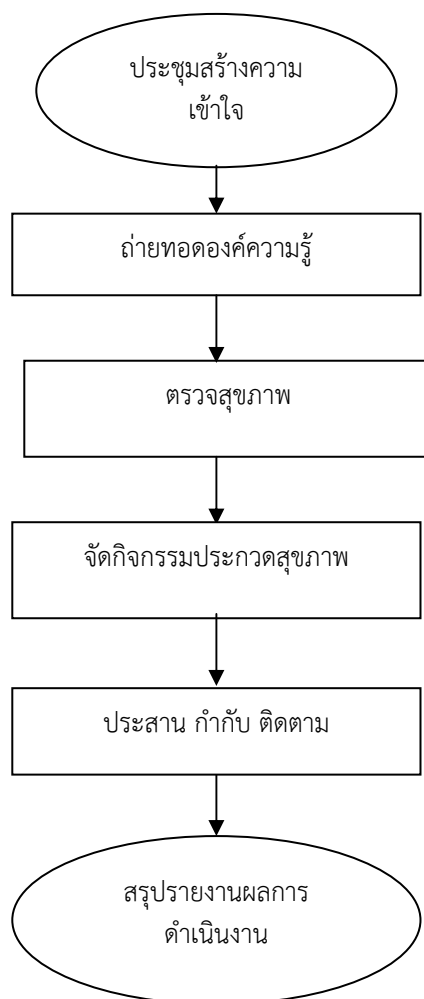 ประชุมสร้างความ
เข้าใจ
ถ่ายทอดองค์ความรู้
ตรวจสุขภาพ
จัดกิจกรรมประกวดสุขภาพ
ประสาน กำกับ ติดตาม
สรุปรายงานผลการ
ดำเนินงาน